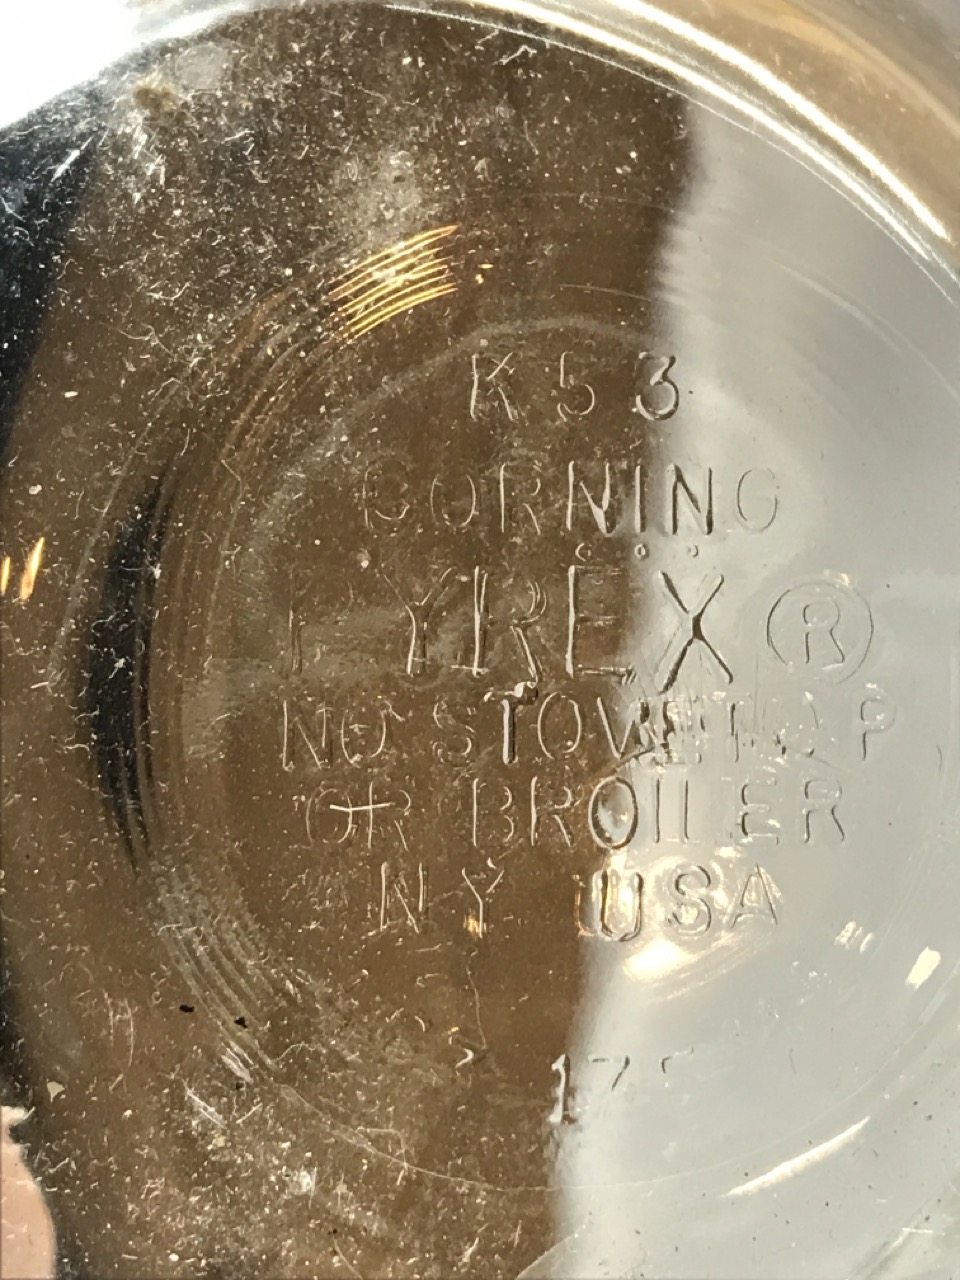 K53
CORNING
PYREX ®
NO STOVETOP
OR BROILER
NY USA